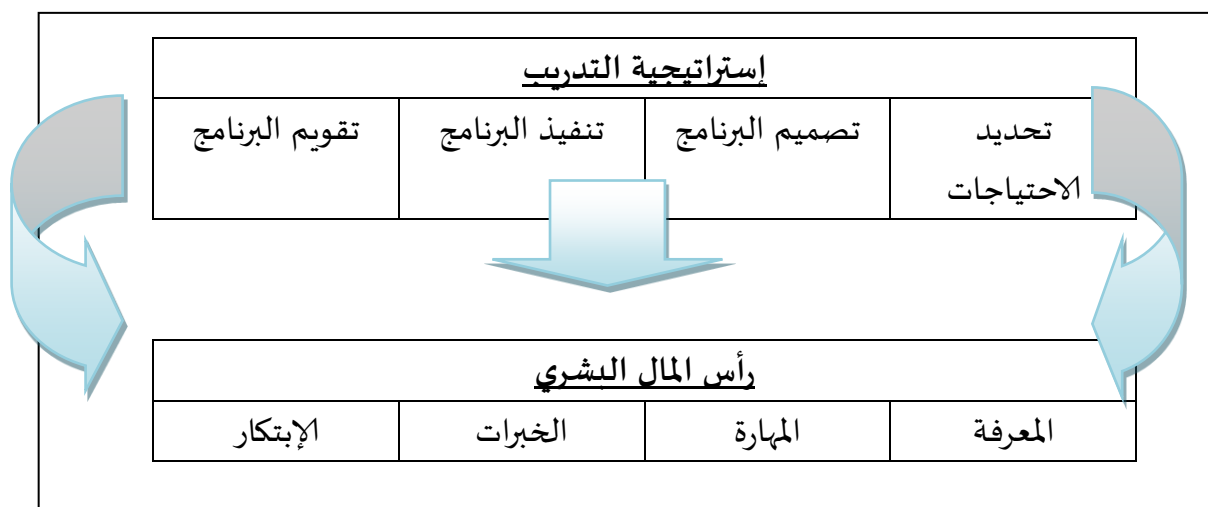 إستراتيجية التدريب
تحديد الاحتياجات
تصميم البرنامج
تنفيذ البرنامج
تقويم البرنامج
رأس المال البشري
المعرفة
المهارة
الخبرات
الإبتكار